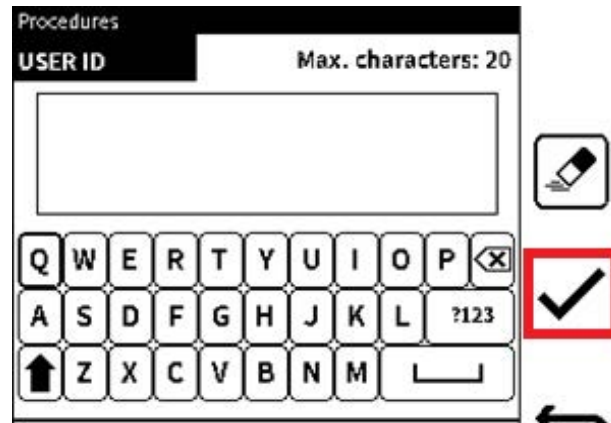 Procedures
USER ID Max. characters: 20
Q W E R T Y U I O P
A S D F G H J K L ?123
Z X C V B N M